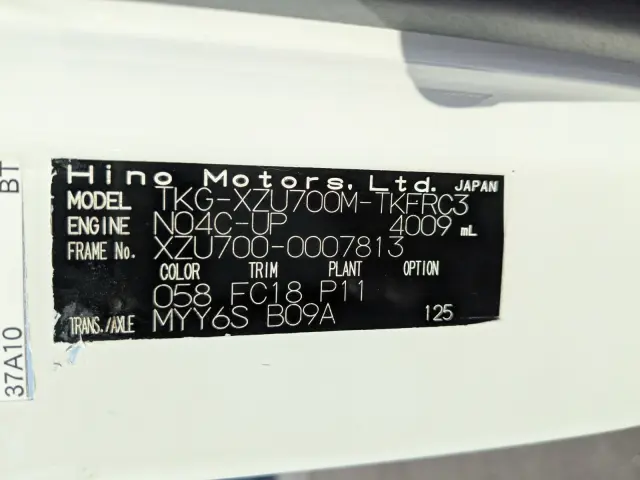 Hino Motors, Ltd. JAPAN
MODEL TKG-XZU700M-TKFRC3
ENGINE N04C-UP 4009 mL
FRAME No. XZU700-0007813
COLOR TRIM PLANT OPTION
058 FC18 P11
TRANS./AXLE MYY6S B09A 125
BT
37A10